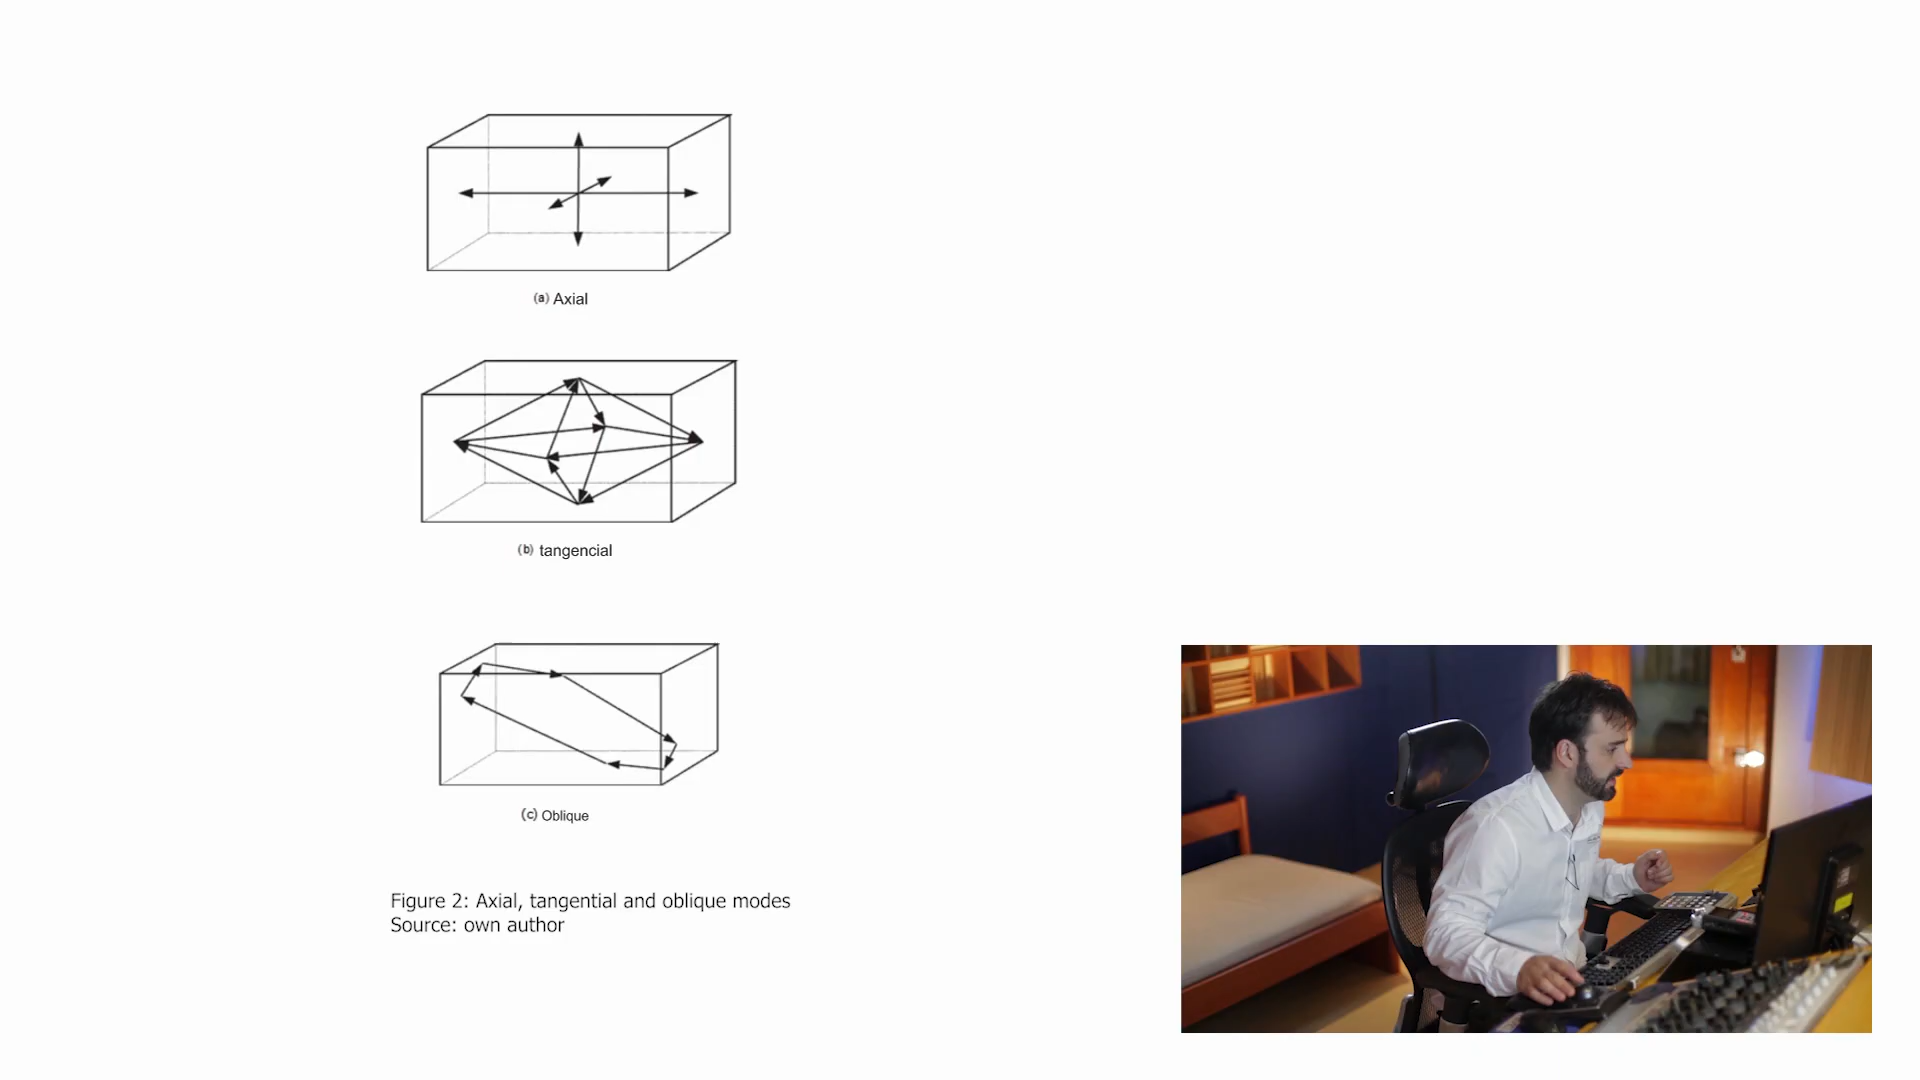 (a) Axial
(b) tangencial
(c) Oblique
Figure 2: Axial, tangential and oblique modes
Source: own author